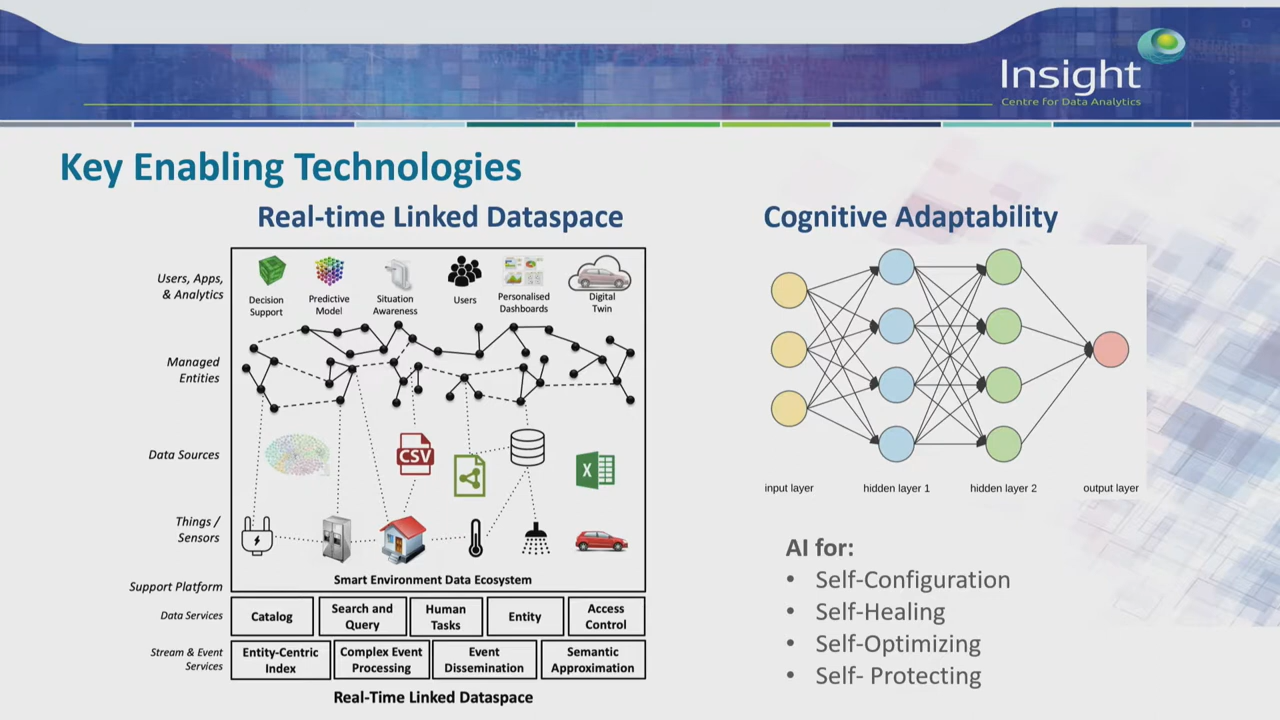 Insight
Centre for Data Analytics
Key Enabling Technologies
Real-time Linked Dataspace
Users, Apps,
& Analytics
Decision
Support
Predictive
Model
Situation
Awareness
Users
Personalised
Dashboards
Digital
Twin
Managed
Entities
Data Sources
CSV
X
Things /
Sensors
Smart Environment Data Ecosystem
Support Platform
Data Services
Catalog
Search and
Query
Human
Tasks
Entity
Access
Control
Stream & Event
Services
Entity-Centric
Index
Complex Event
Processing
Event
Dissemination
Semantic
Approximation
Real-Time Linked Dataspace
Cognitive Adaptability
input layer
hidden layer 1
hidden layer 2
output layer
AI for:
• Self-Configuration
• Self-Healing
• Self-Optimizing
• Self- Protecting